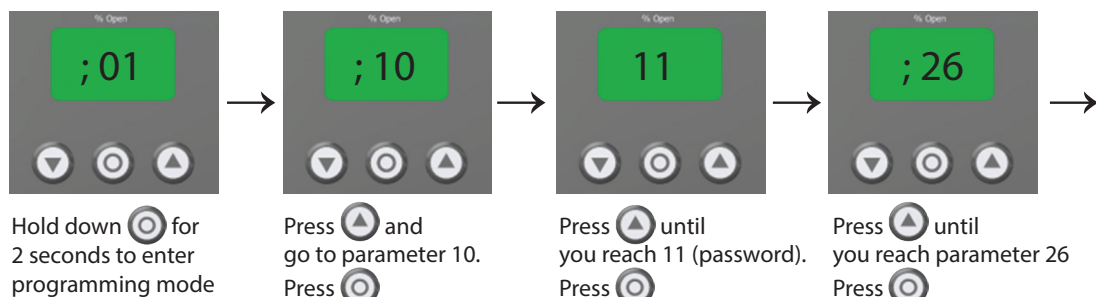 % Open
; 01
Hold down for
2 seconds to enter
programming mode
% Open
; 10
Press and
go to parameter 10.
Press
% Open
11
Press until
you reach 11 (password).
Press
% Open
; 26
Press until
you reach parameter 26
Press